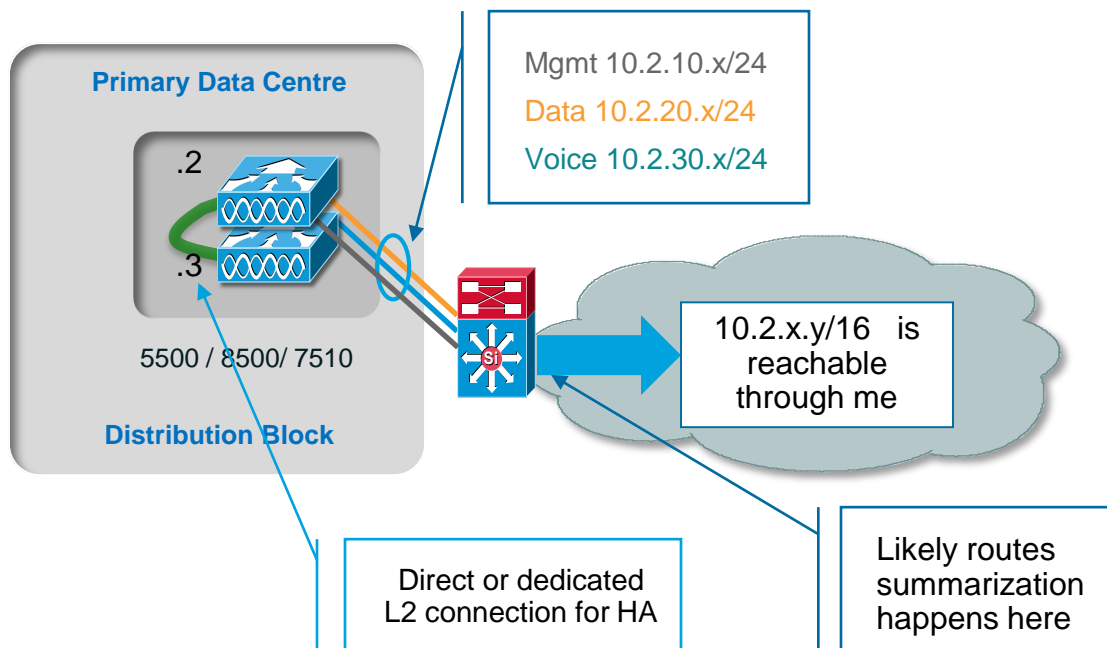 Mgmt 10.2.10.x/24
Data 10.2.20.x/24
Voice 10.2.30.x/24
Primary Data Centre
.2
.3
5500 / 8500/ 7510
Distribution Block
Si
10.2.x.y/16 is
reachable
through me
Direct or dedicated
L2 connection for HA
Likely routes
summarization
happens here